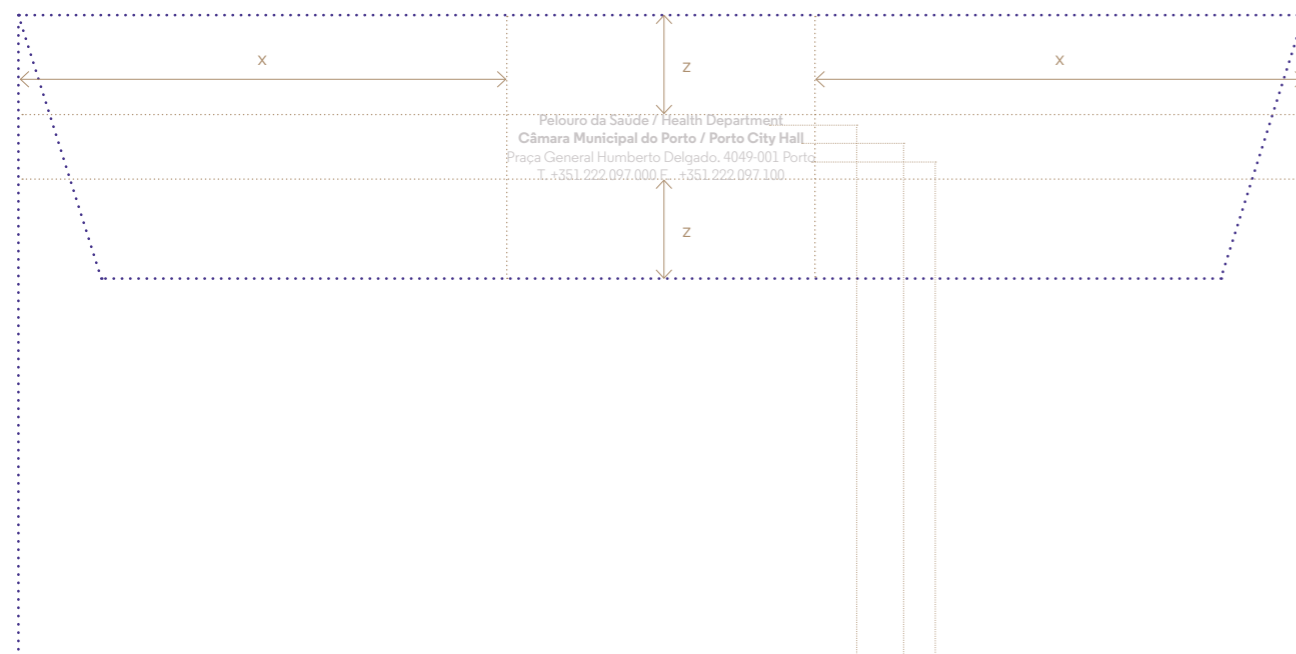 X
Z
X
Pelouro da Saúde / Health Department
Câmara Municipal do Porto / Porto City Hall
Praça General Humberto Delgado. 4049-001 Porto
T. +351 222 097 000 F. +351 222 097 100
Z